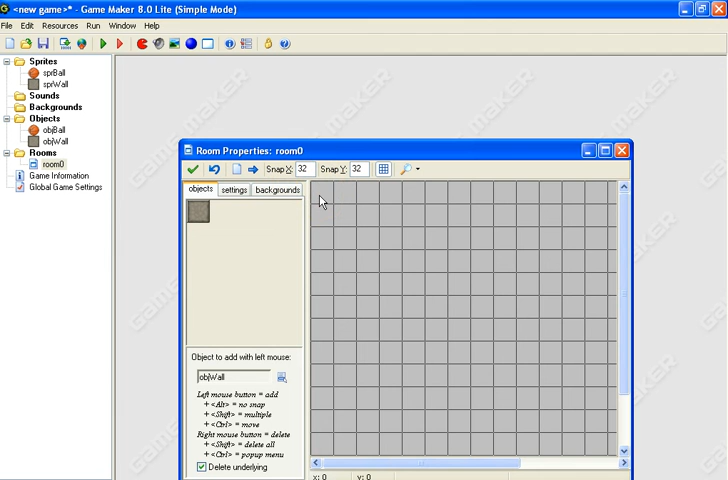 <new game>* - Game Maker 8.0 Lite (Simple Mode)
File Edit Resources Run Window Help
Sprites
sprBall
sprWall
Sounds
Backgrounds
Objects
objBall
objWall
Rooms
room0
Game Information
Global Game Settings
Room Properties: room0
Snap X: 32 Snap Y: 32
objects settings backgrounds
Object to add with left mouse:
objWall
Left mouse button = add
+ <Alt> = no snap
+ <Shift> = multiple
+ <Ctrl> = move
Right mouse button = delete
+ <Shift> = delete all
+ <Ctrl> = popup menu
Delete underlying
x: 0 y: 0
GAME MAKER